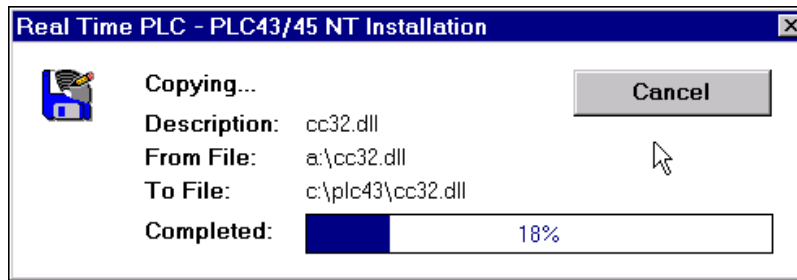 Real Time PLC - PLC43/45 NT Installation
Copying...
Cancel
Description: cc32.dll
From File: a:\cc32.dll
To File: c:\plc43\cc32.dll
Completed: 18%